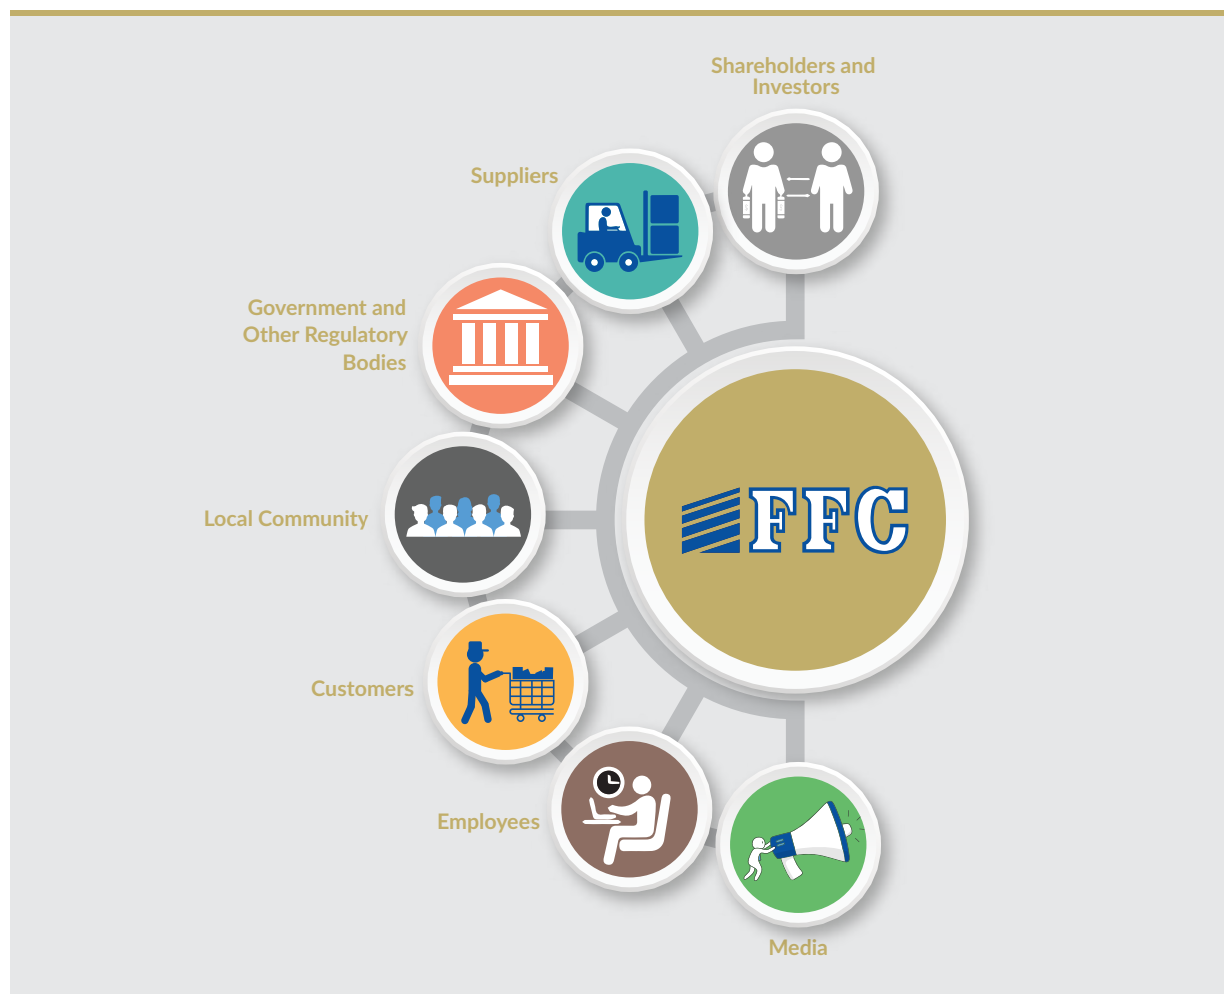 Shareholders and
Investors
Suppliers
Government and
Other Regulatory
Bodies
Local Community
FFC
Customers
Employees
Media